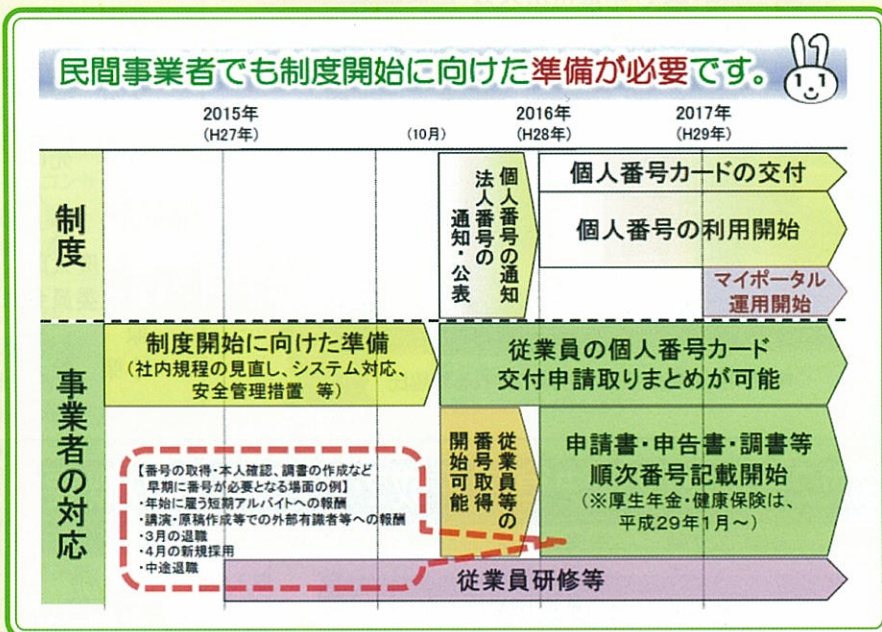 民間事業者でも制度開始に向けた準備が必要です。
2015年
(H27年)
(10月)
2016年
(H28年)
2017年
(H29年)
制度
個人番号の通知
法人番号の
通知・公表
個人番号カードの交付
個人番号の利用開始
マイポータル
運用開始
事業者の対応
制度開始に向けた準備
(社内規程の見直し、システム対応、
安全管理措置 等)
従業員の個人番号カード
交付申請取りまとめが可能
従業員等の
番号取得
開始可能
申請書・申告書・調書等
順次番号記載開始
(※厚生年金・健康保険は、
平成29年1月～)
【番号の取得・本人確認、調書の作成など
早期に番号が必要となる場面の例】
・年始に雇う短期アルバイトへの報酬
・講演・原稿作成等での外部有識者等への報酬
・3月の退職
・4月の新規採用
・中途退職
従業員研修等